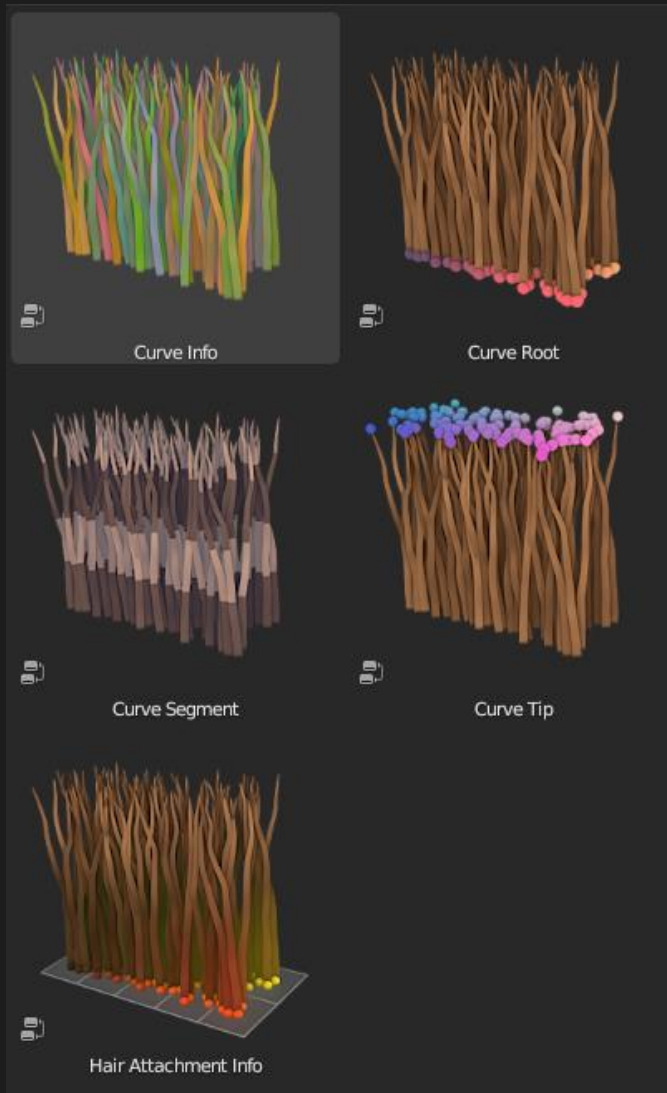 Curve Info
Curve Root
Curve Segment
Curve Tip
Hair Attachment Info